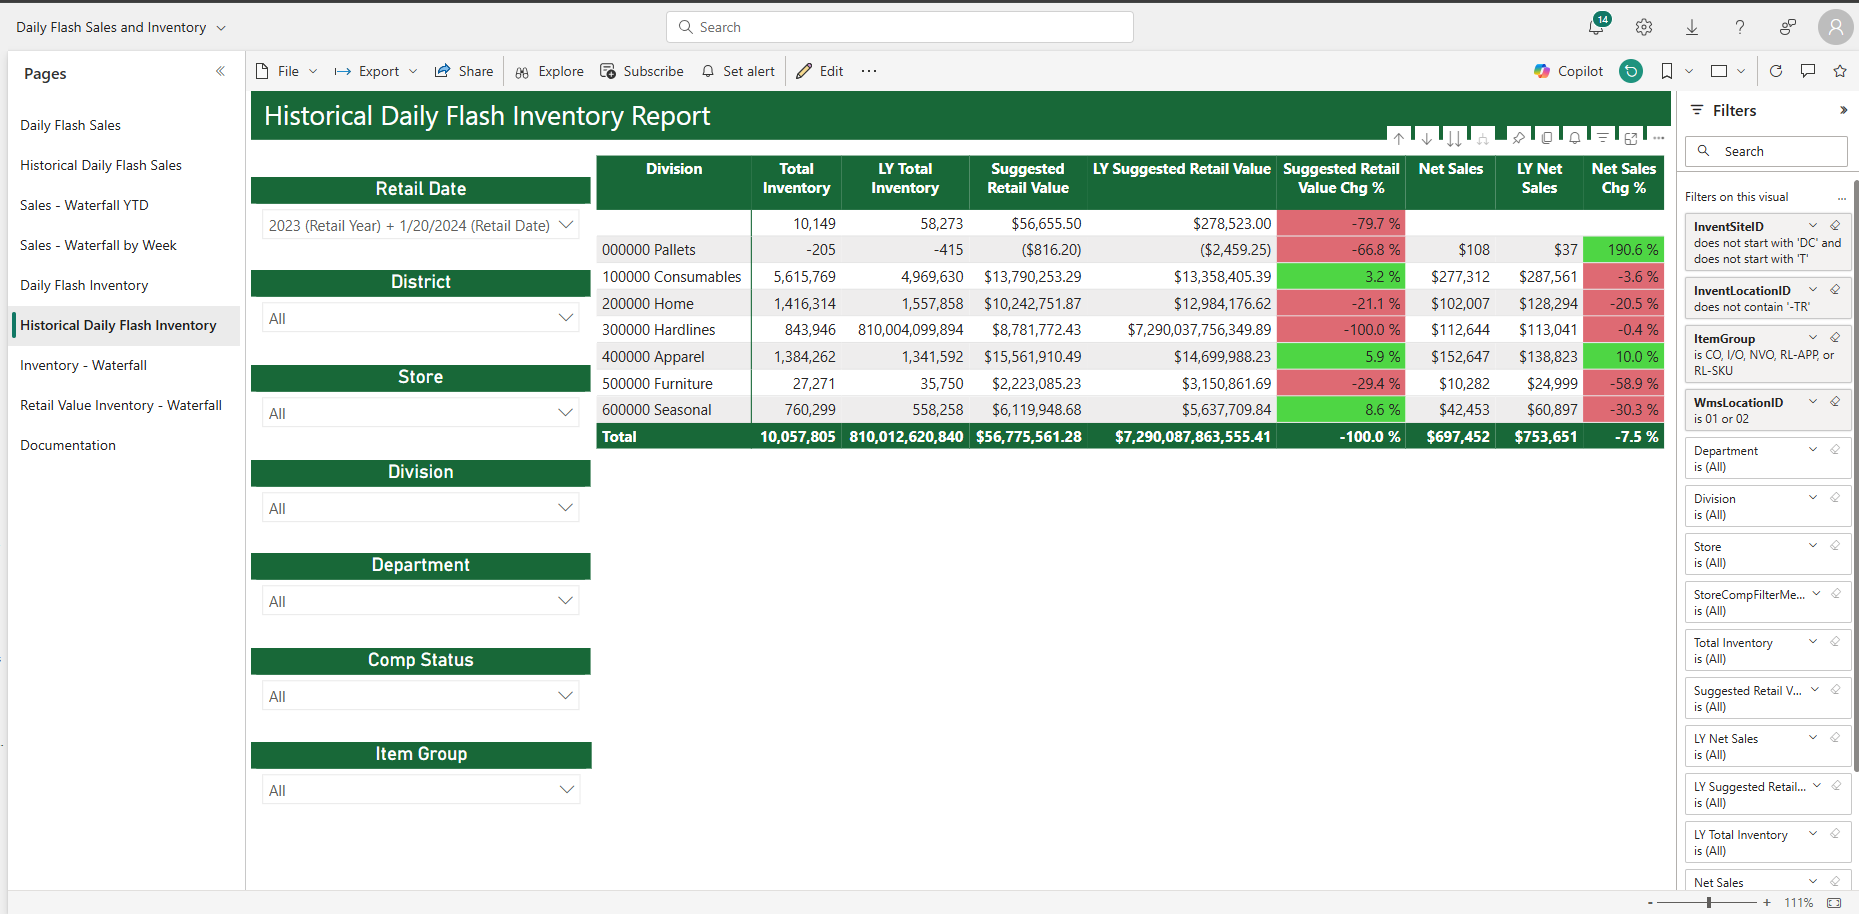 Daily Flash Sales and Inventory
Search
14
Pages
Daily Flash Sales
Historical Daily Flash Sales
Sales - Waterfall YTD
Sales - Waterfall by Week
Daily Flash Inventory
Historical Daily Flash Inventory
Inventory - Waterfall
Retail Value Inventory - Waterfall
Documentation
File Export Share Explore Subscribe Set alert Edit Copilot
Historical Daily Flash Inventory Report
Retail Date
2023 (Retail Year) + 1/20/2024 (Retail Date)
District
All
Store
All
Division
All
Department
All
Comp Status
All
Item Group
All
Division Total Inventory LY Total Inventory Suggested Retail Value LY Suggested Retail Value Suggested Retail Value Chg % Net Sales LY Net Sales Net Sales Chg %
10,149 58,273 $56,655.50 $278,523.00 -79.7 %
000000 Pallets -205 -415 ($816.20) ($2,459.25) -66.8 % $108 $37 190.6 %
100000 Consumables 5,615,769 4,969,630 $13,790,253.29 $13,358,405.39 3.2 % $277,312 $287,561 -3.6 %
200000 Home 1,416,314 1,557,858 $10,242,751.87 $12,984,176.62 -21.1 % $102,007 $128,294 -20.5 %
300000 Hardlines 843,946 810,004,099,894 $8,781,772.43 $7,290,037,756,349.89 -100.0 % $112,644 $113,041 -0.4 %
400000 Apparel 1,384,262 1,341,592 $15,561,910.49 $14,699,988.23 5.9 % $152,647 $138,823 10.0 %
500000 Furniture 27,271 35,750 $2,223,085.23 $3,150,861.69 -29.4 % $10,282 $24,999 -58.9 %
600000 Seasonal 760,299 558,258 $6,119,948.68 $5,637,709.84 8.6 % $42,453 $60,897 -30.3 %
Total 10,057,805 810,012,620,840 $56,775,561.28 $7,290,087,863,555.41 -100.0 % $697,452 $753,651 -7.5 %
Filters
Search
Filters on this visual
InventSiteID
does not start with 'DC' and
does not start with 'T'
InventLocationID
does not contain '-TR'
ItemGroup
is CO, I/O, NVO, RL-APP, or
RL-SKU
WmsLocationID
is 01 or 02
Department
is (All)
Division
is (All)
Store
is (All)
StoreCompFilterMe...
is (All)
Total Inventory
is (All)
Suggested Retail V...
is (All)
LY Net Sales
is (All)
LY Suggested Retail...
is (All)
LY Total Inventory
is (All)
Net Sales
- + 111%